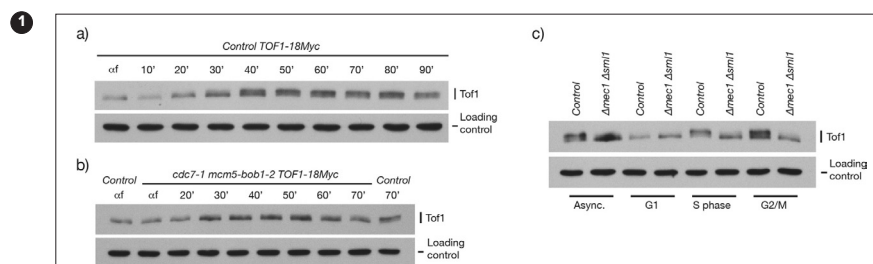 1
a)
Control TOF1-18Myc
αf 10' 20' 30' 40' 50' 60' 70' 80' 90'
Tof1
Loading
control
b)
Control cdc7-1 mcm5-bob1-2 TOF1-18Myc Control
αf αf 20' 30' 40' 50' 60' 70' 70'
Tof1
Loading
control
c)
Control Δmec1 Δsml1 Control Δmec1 Δsml1 Control Δmec1 Δsml1 Control Δmec1 Δsml1
Tof1
Loading
control
Async. G1 S phase G2/M